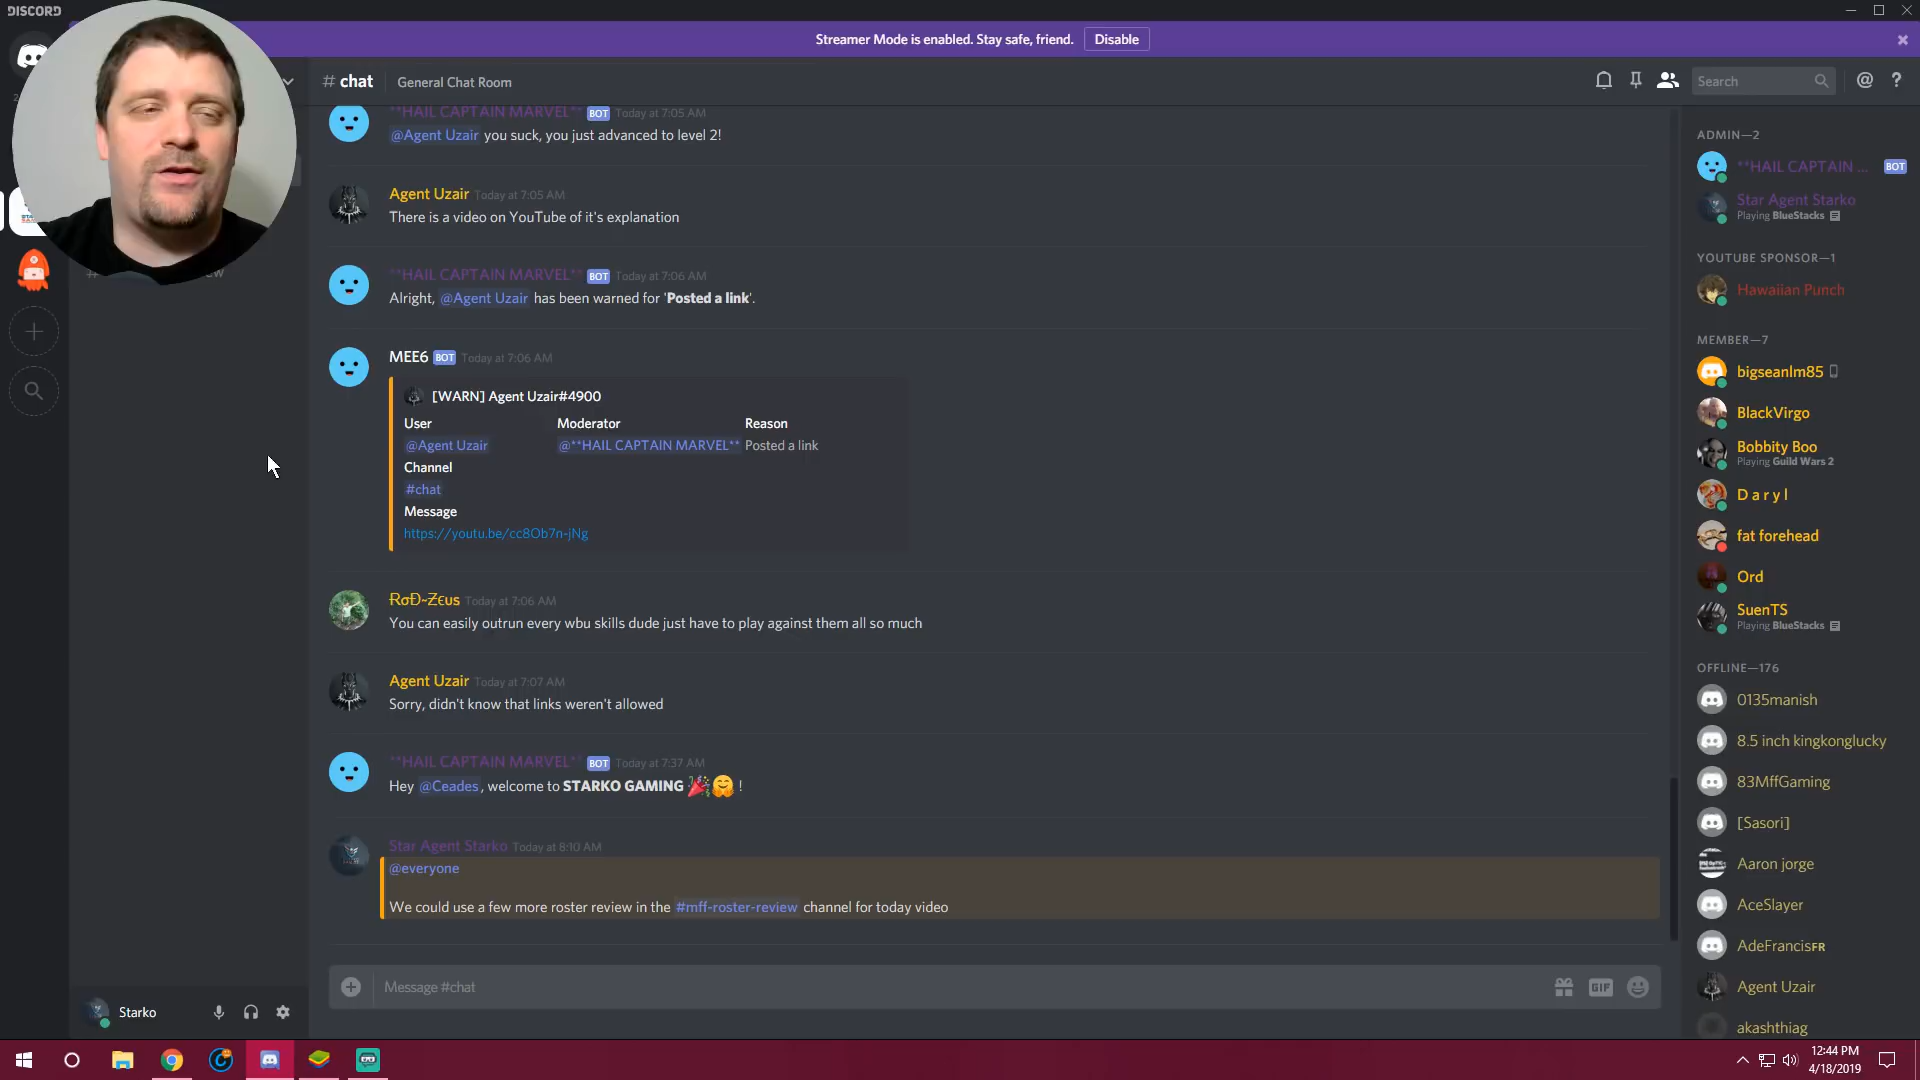 DISCORD
Streamer Mode is enabled. Stay safe, friend. Disable
# chat General Chat Room
Search
**HAIL CAPTAIN MARVEL** BOT Today at 7:05 AM
@Agent Uzair you suck, you just advanced to level 2!
Agent Uzair Today at 7:05 AM
There is a video on YouTube of it's explanation
**HAIL CAPTAIN MARVEL** BOT Today at 7:06 AM
Alright, @Agent Uzair has been warned for 'Posted a link'.
MEE6 BOT Today at 7:06 AM
[WARN] Agent Uzair#4900
User Moderator Reason
@Agent Uzair @**HAIL CAPTAIN MARVEL** Posted a link
Channel
#chat
Message
https://youtu.be/cc8Ob7n-jNg
ꞦσĐ~Ƶєus Today at 7:06 AM
You can easily outrun every wbu skills dude just have to play against them all so much
Agent Uzair Today at 7:07 AM
Sorry, didn't know that links weren't allowed
**HAIL CAPTAIN MARVEL** BOT Today at 7:37 AM
Hey @Ceades, welcome to STARKO GAMING 🎉🤗 !
Star Agent Starko Today at 8:10 AM
@everyone
We could use a few more roster review in the #mff-roster-review channel for today video
Message #chat
GIF
Starko
ADMIN—2
**HAIL CAPTAIN ... BOT
Star Agent Starko
Playing BlueStacks
YOUTUBE SPONSOR—1
Hawaiian Punch
MEMBER—7
bigseanlm85
BlackVirgo
Bobbity Boo
Playing Guild Wars 2
D a r y l
fat forehead
Ord
SuenTS
Playing BlueStacks
OFFLINE—176
0135manish
8.5 inch kingkonglucky
83MffGaming
[Sasori]
Aaron jorge
AceSlayer
AdeFrancisFR
Agent Uzair
akashthiag
12:44 PM
4/18/2019